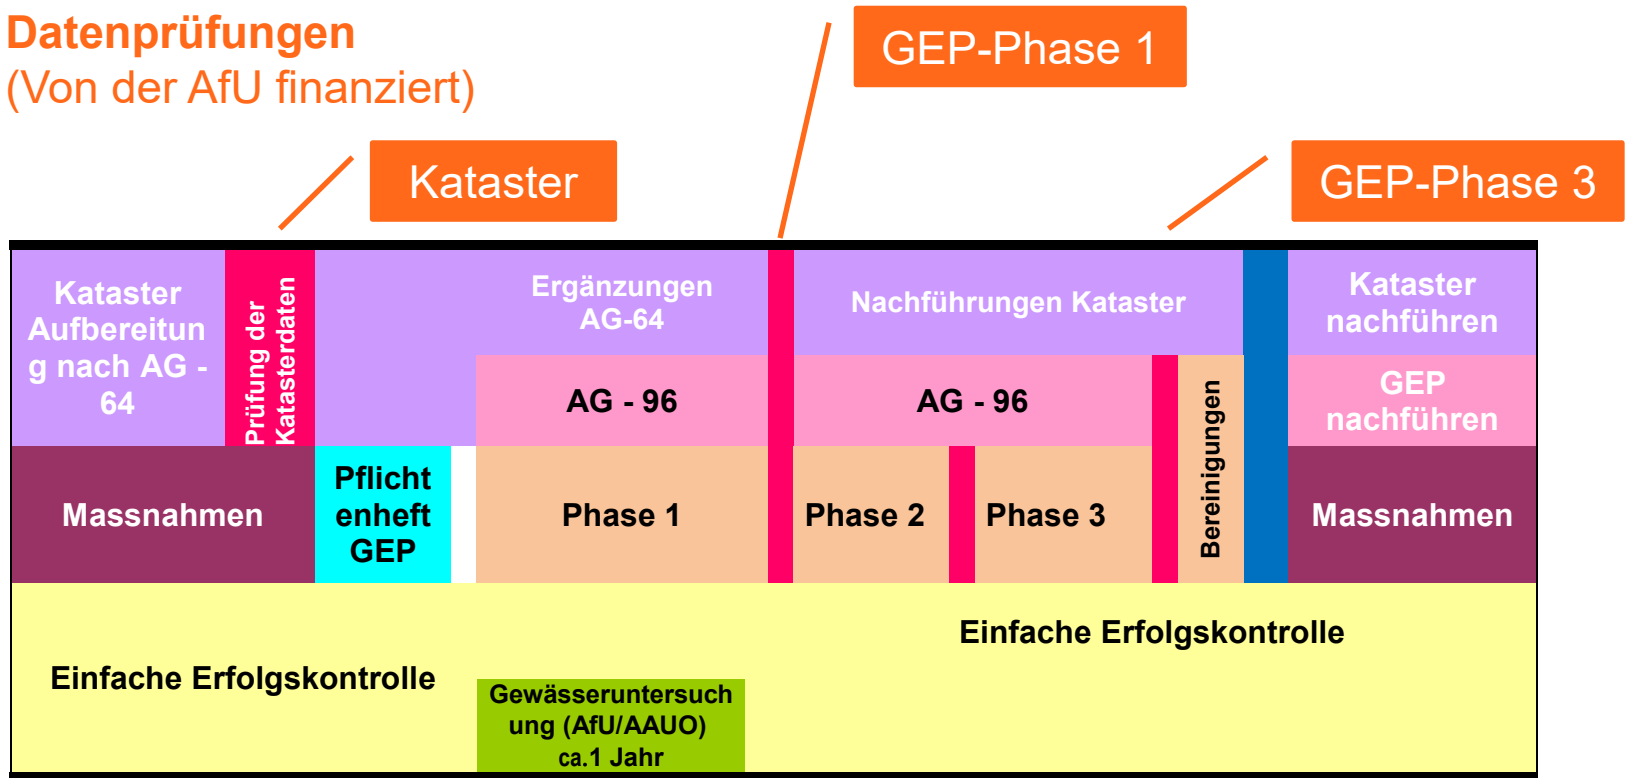 Datenprüfungen
(Von der AfU finanziert)
GEP-Phase 1
Kataster
GEP-Phase 3
Kataster
Aufbereitun
g nach AG -
64
Prüfung der
Katasterdaten
Ergänzungen
AG-64
Nachführungen Kataster
Kataster
nachführen
AG - 96
AG - 96
GEP
nachführen
Massnahmen
Pflicht
enheft
GEP
Phase 1
Phase 2
Phase 3
Bereinigungen
Massnahmen
Einfache Erfolgskontrolle
Einfache Erfolgskontrolle
Gewässeruntersuch
ung (AfU/AAUO)
ca.1 Jahr